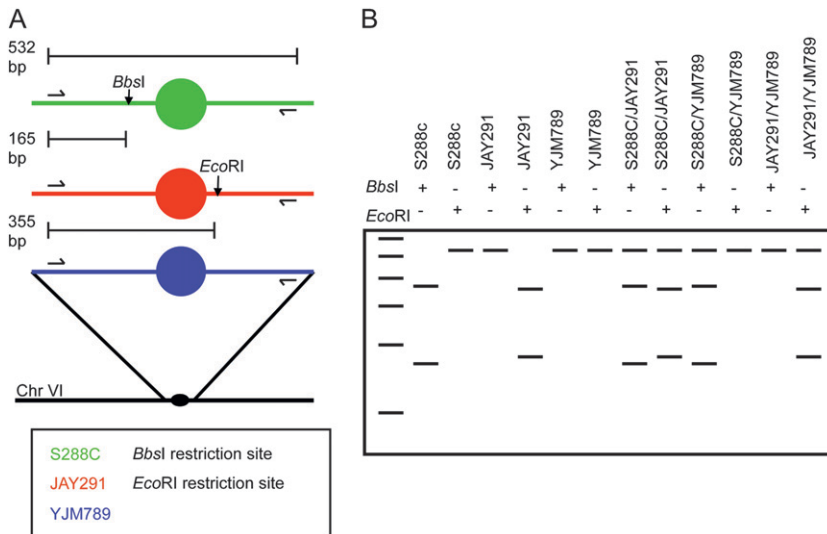 A
532
bp
BbsI
165
bp
EcoRI
355
bp
Chr VI
S288C BbsI restriction site
JAY291 EcoRI restriction site
YJM789
B
S288c
S288c
JAY291
JAY291
YJM789
YJM789
S288C/JAY291
S288C/JAY291
S288C/YJM789
S288C/YJM789
JAY291/YJM789
JAY291/YJM789
BbsI + - + - + - + - + - + -
EcoRI - + - + - + - + - + - +